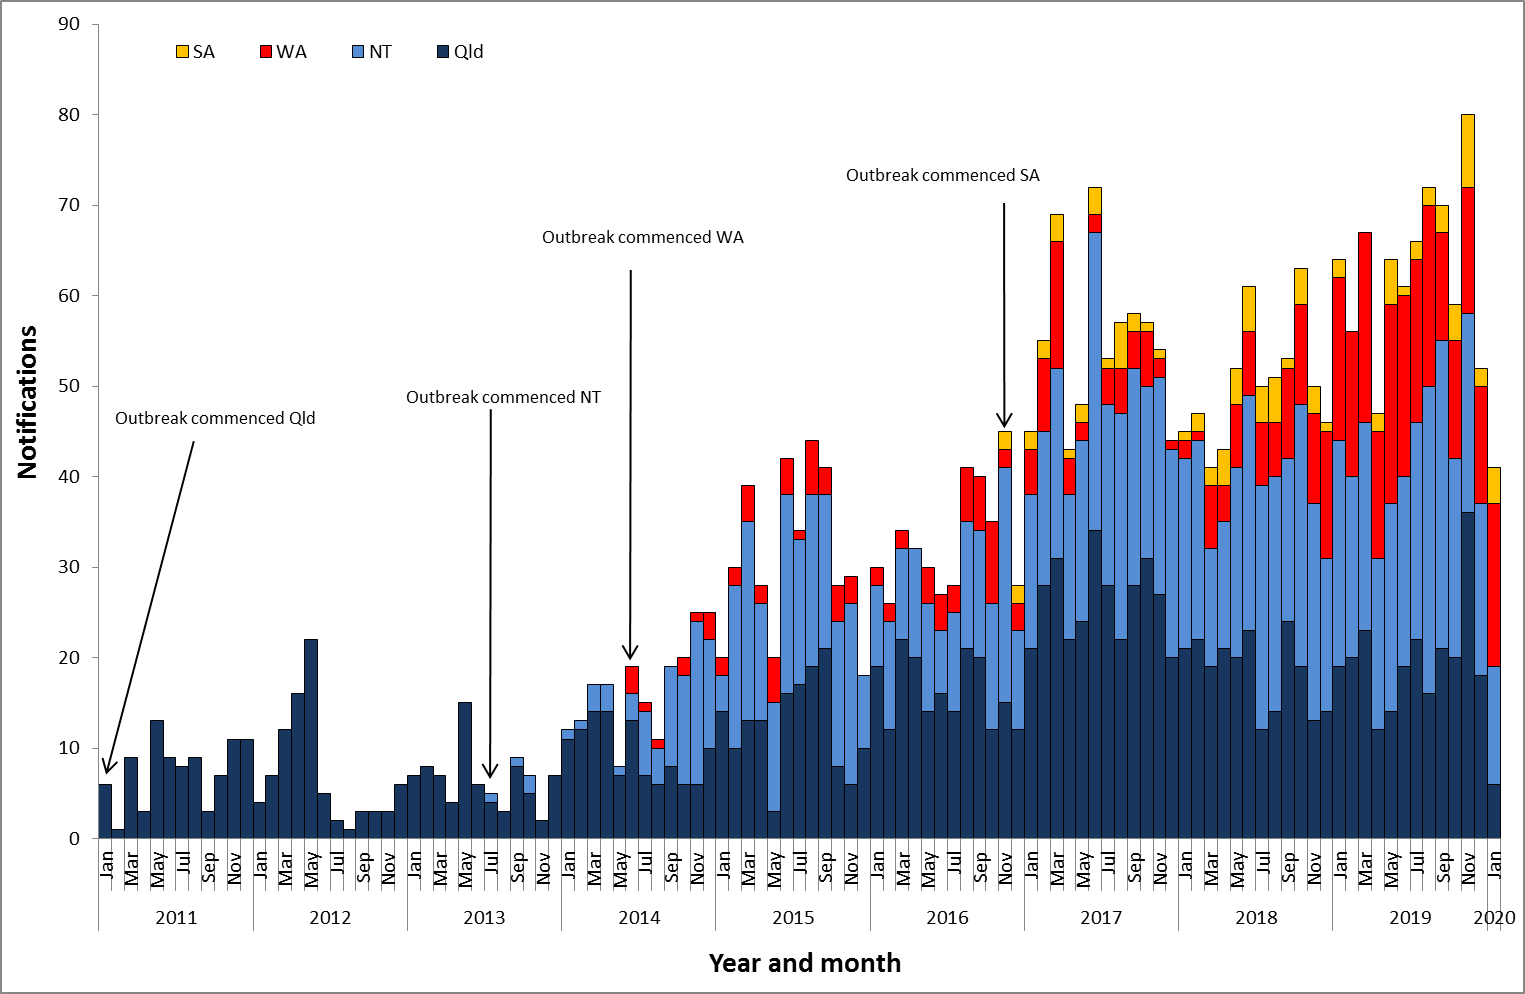 90
80
70
60
50
40
30
20
10
0
Notifications
SA WA NT Qld
Outbreak commenced Qld
Outbreak commenced NT
Outbreak commenced WA
Outbreak commenced SA
Jan Mar May Jul Sep Nov Jan Mar May Jul Sep Nov Jan Mar May Jul Sep Nov Jan Mar May Jul Sep Nov Jan Mar May Jul Sep Nov Jan Mar May Jul Sep Nov Jan Mar May Jul Sep Nov Jan Mar May Jul Sep Nov Jan Mar May Jul Sep Nov Jan
2011 2012 2013 2014 2015 2016 2017 2018 2019 2020
Year and month